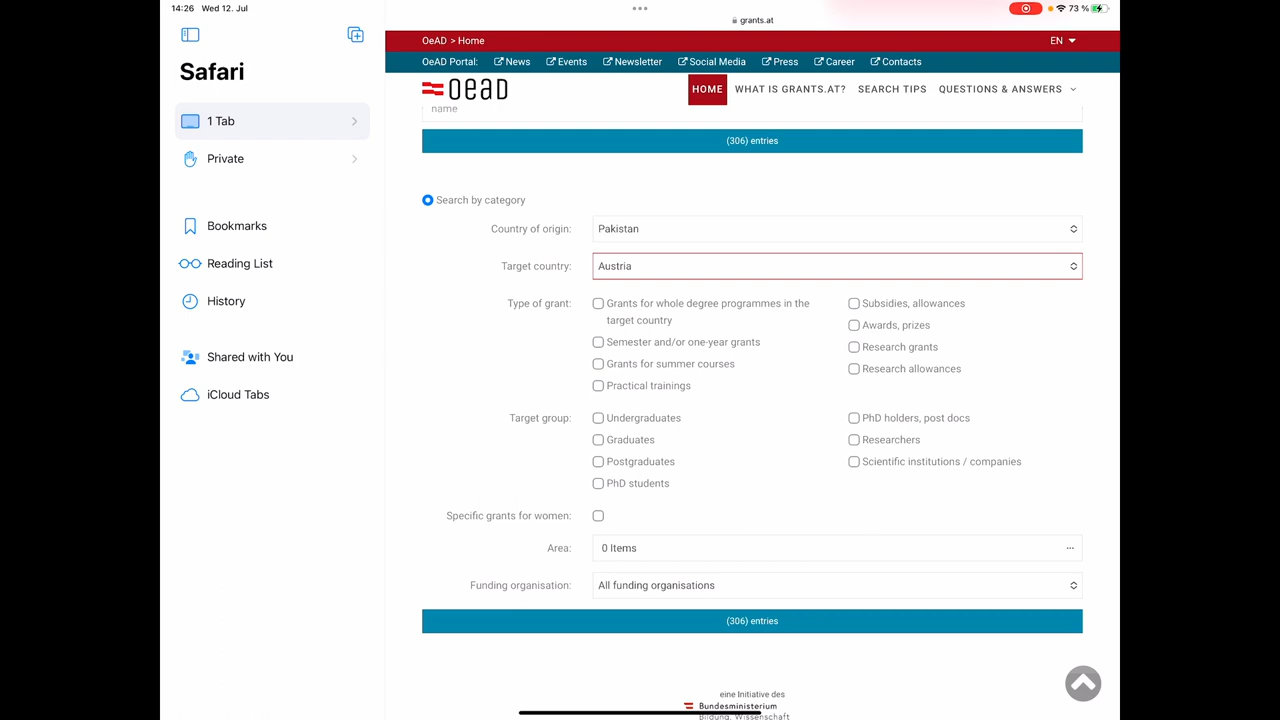 14:26 Wed 12. Jul
73 %
grants.at
Safari
1 Tab
Private
Bookmarks
Reading List
History
Shared with You
iCloud Tabs
OeAD > Home
EN
OeAD Portal: News Events Newsletter Social Media Press Career Contacts
oead
HOME WHAT IS GRANTS.AT? SEARCH TIPS QUESTIONS & ANSWERS
name
(306) entries
Search by category
Country of origin: Pakistan
Target country: Austria
Type of grant:
Grants for whole degree programmes in the
target country
Semester and/or one-year grants
Grants for summer courses
Practical trainings
Subsidies, allowances
Awards, prizes
Research grants
Research allowances
Target group:
Undergraduates
Graduates
Postgraduates
PhD students
PhD holders, post docs
Researchers
Scientific institutions / companies
Specific grants for women:
Area: 0 Items ...
Funding organisation: All funding organisations
(306) entries
eine Initiative des
Bundesministerium
Bildung, Wissenschaft